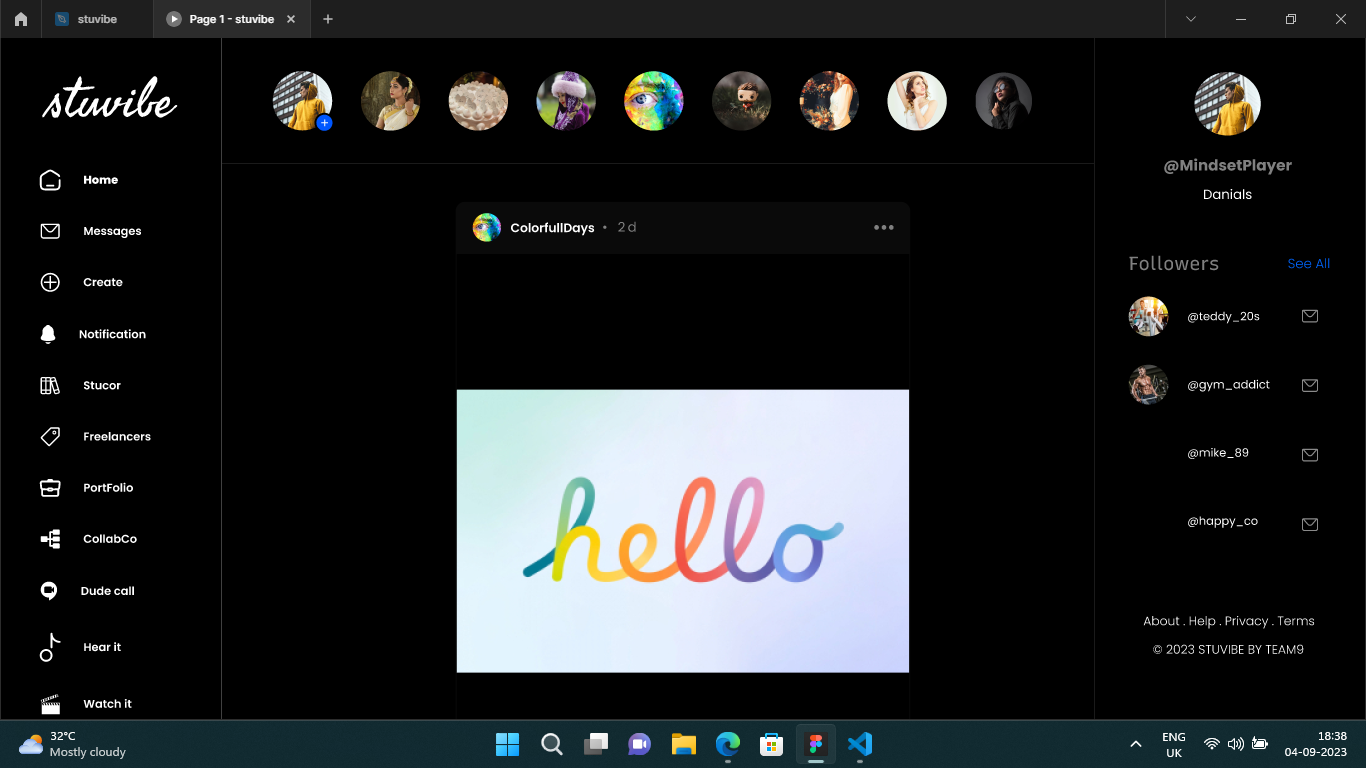 stuvibe
Page 1 - stuvibe
stuvibe
Home
Messages
Create
Notification
Stucor
Freelancers
PortFolio
CollabCo
Dude call
Hear it
Watch it
ColorfullDays • 2 d
hello
@MindsetPlayer
Danials
Followers See All
@teddy_20s
@gym_addict
@mike_89
@happy_co
About . Help . Privacy . Terms
© 2023 STUVIBE BY TEAM9
32°C
Mostly cloudy
ENG
UK
18:38
04-09-2023